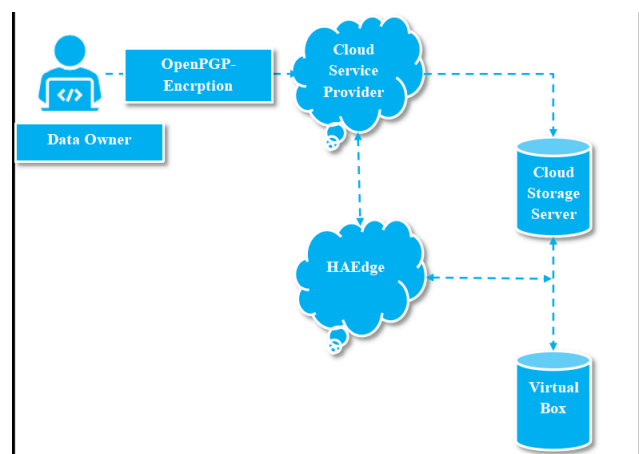 OpenPGP-
Encrption
Cloud
Service
Provider
</>
Data Owner
Cloud
Storage
Server
HAEdge
Virtual
Box